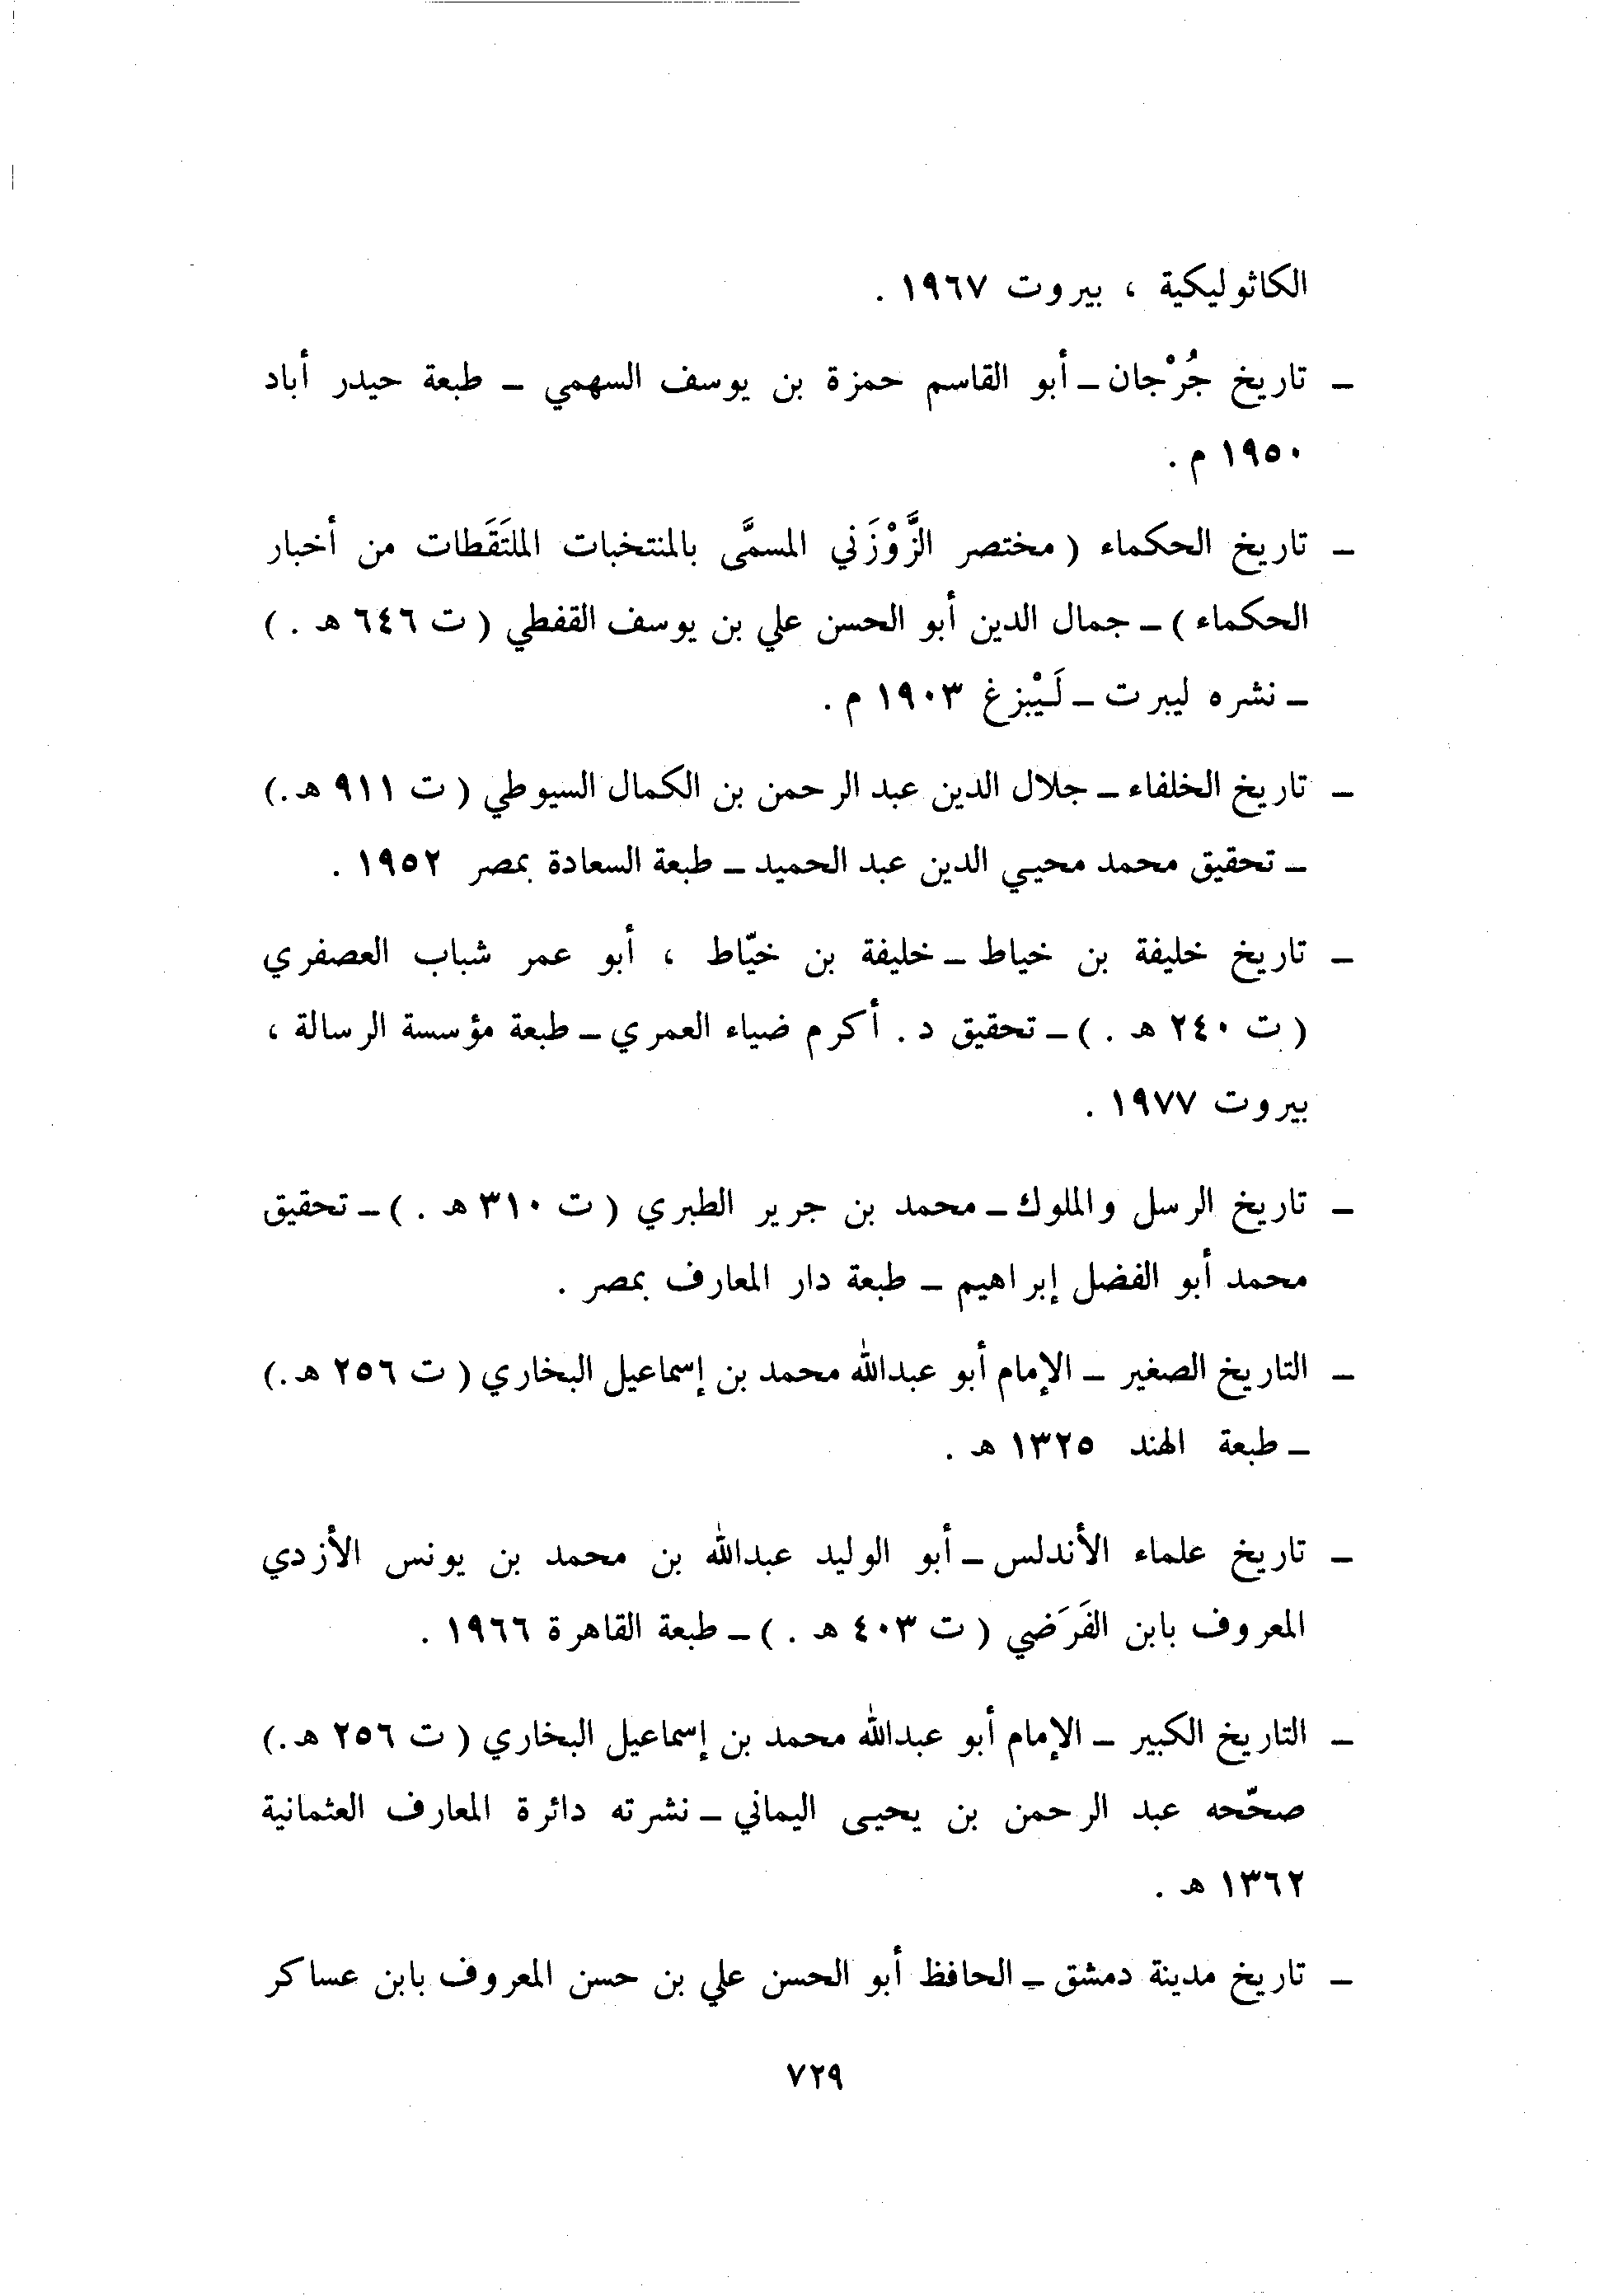 الكاثوليكية ، بيروت ١٩٦٧ .
ـ تاريخ جُرْجان ـ أبو القاسم حمزة بن يوسف السهمي ـ طبعة حيدر أباد
١٩٥٠ م .
ـ تاريخ الحكماء ( مختصر الزَّوْزَني المسمَّى بالمنتخبات الملتَقَطات من أخبار
الحكماء ) ـ جمال الدين أبو الحسن علي بن يوسف القفطي ( ت ٦٤٦ هـ . )
ـ نشره ليبرت ـ لَيْبزغ ١٩٠٣ م .
ـ تاريخ الخلفاء ـ جلال الدين عبد الرحمن بن الكمال السيوطي ( ت ٩١١ هـ .)
ـ تحقيق محمد محيي الدين عبد الحميد ـ طبعة السعادة بمصر ١٩٥٢ .
ـ تاريخ خليفة بن خياط ـ خليفة بن خيّاط ، أبو عمر شباب العصفري
( ت ٢٤٠ هـ . ) ـ تحقيق د . أكرم ضياء العمري ـ طبعة مؤسسة الرسالة ،
بيروت ١٩٧٧ .
ـ تاريخ الرسل والملوك ـ محمد بن جرير الطبري ( ت ٣١٠ هـ . ) ـ تحقيق
محمد أبو الفضل إبراهيم ـ طبعة دار المعارف بمصر .
ـ التاريخ الصغير ـ الإمام أبو عبدالله محمد بن إسماعيل البخاري ( ت ٢٥٦ هـ .)
ـ طبعة الهند ١٣٢٥ هـ .
ـ تاريخ علماء الأندلس ـ أبو الوليد عبدالله بن محمد بن يونس الأزدي
المعروف بابن الفَرَضي ( ت ٤٠٣ هـ . ) ـ طبعة القاهرة ١٩٦٦ .
ـ التاريخ الكبير ـ الإمام أبو عبدالله محمد بن إسماعيل البخاري ( ت ٢٥٦ هـ .)
صحّحه عبد الرحمن بن يحيى اليماني ـ نشرته دائرة المعارف العثمانية
١٣٦٢ هـ .
ـ تاريخ مدينة دمشق ـ الحافظ أبو الحسن علي بن حسن المعروف بابن عساكر
٧٢٩